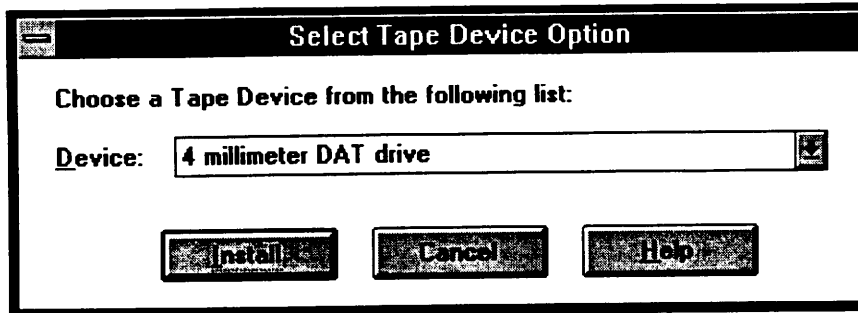 Select Tape Device Option
Choose a Tape Device from the following list:
Device: 4 millimeter DAT drive
Install Cancel Help